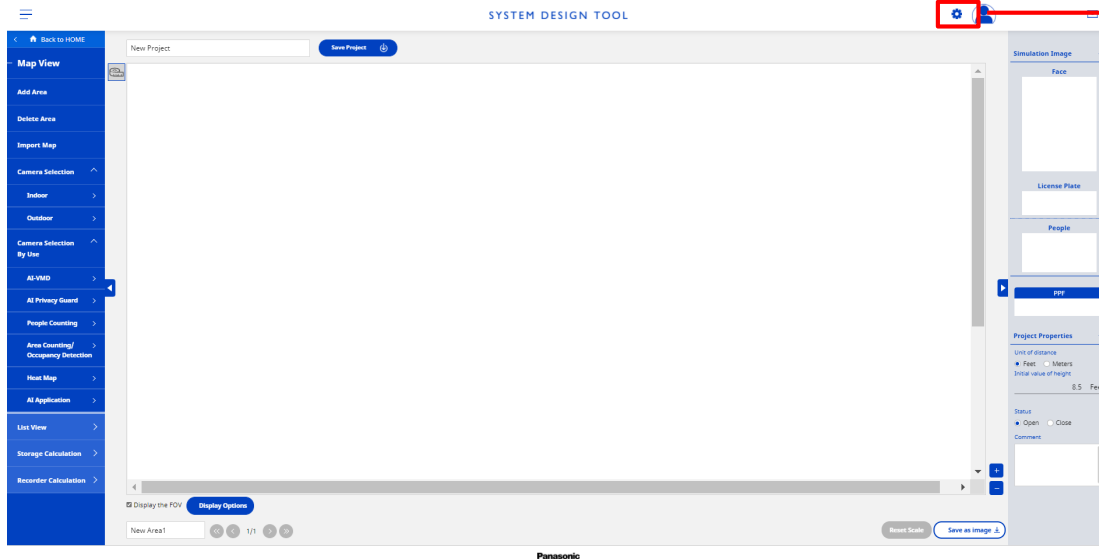 SYSTEM DESIGN TOOL
Back to HOME
Map View
Add Area
Delete Area
Import Map
Camera Selection
Indoor
Outdoor
Camera Selection
By Use
AI-VMD
AI Privacy Guard
People Counting
Area Counting/
Occupancy Detection
Heat Map
AI Application
List View
Storage Calculation
Recorder Calculation
New Project
Save Project
Display the FOV
Display Options
New Area1
1/1
Reset Scale
Save as image
Simulation Image
Face
License Plate
People
PPF
Project Properties
Unit of distance
Feet Meters
Initial value of height
8.5 Fee
Status
Open Close
Comment
Panasonic